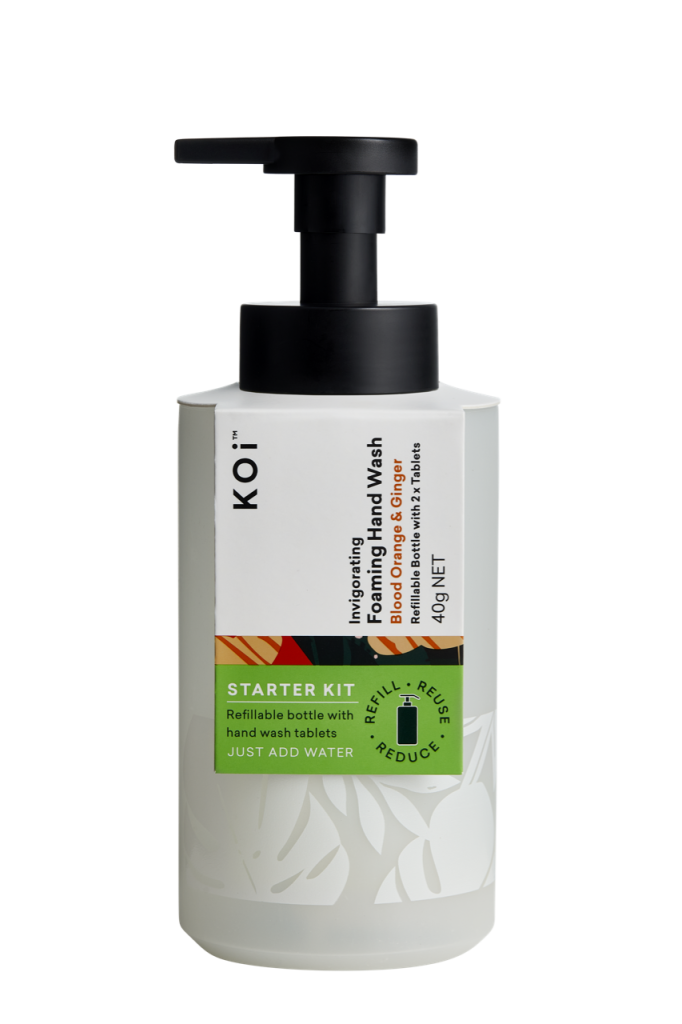 KOi™
Invigorating
Foaming Hand Wash
Blood Orange & Ginger
Refillable Bottle with 2 x Tablets
40g NET
STARTER KIT
Refillable bottle with
hand wash tablets
JUST ADD WATER
REFILL • REUSE • REDUCE •